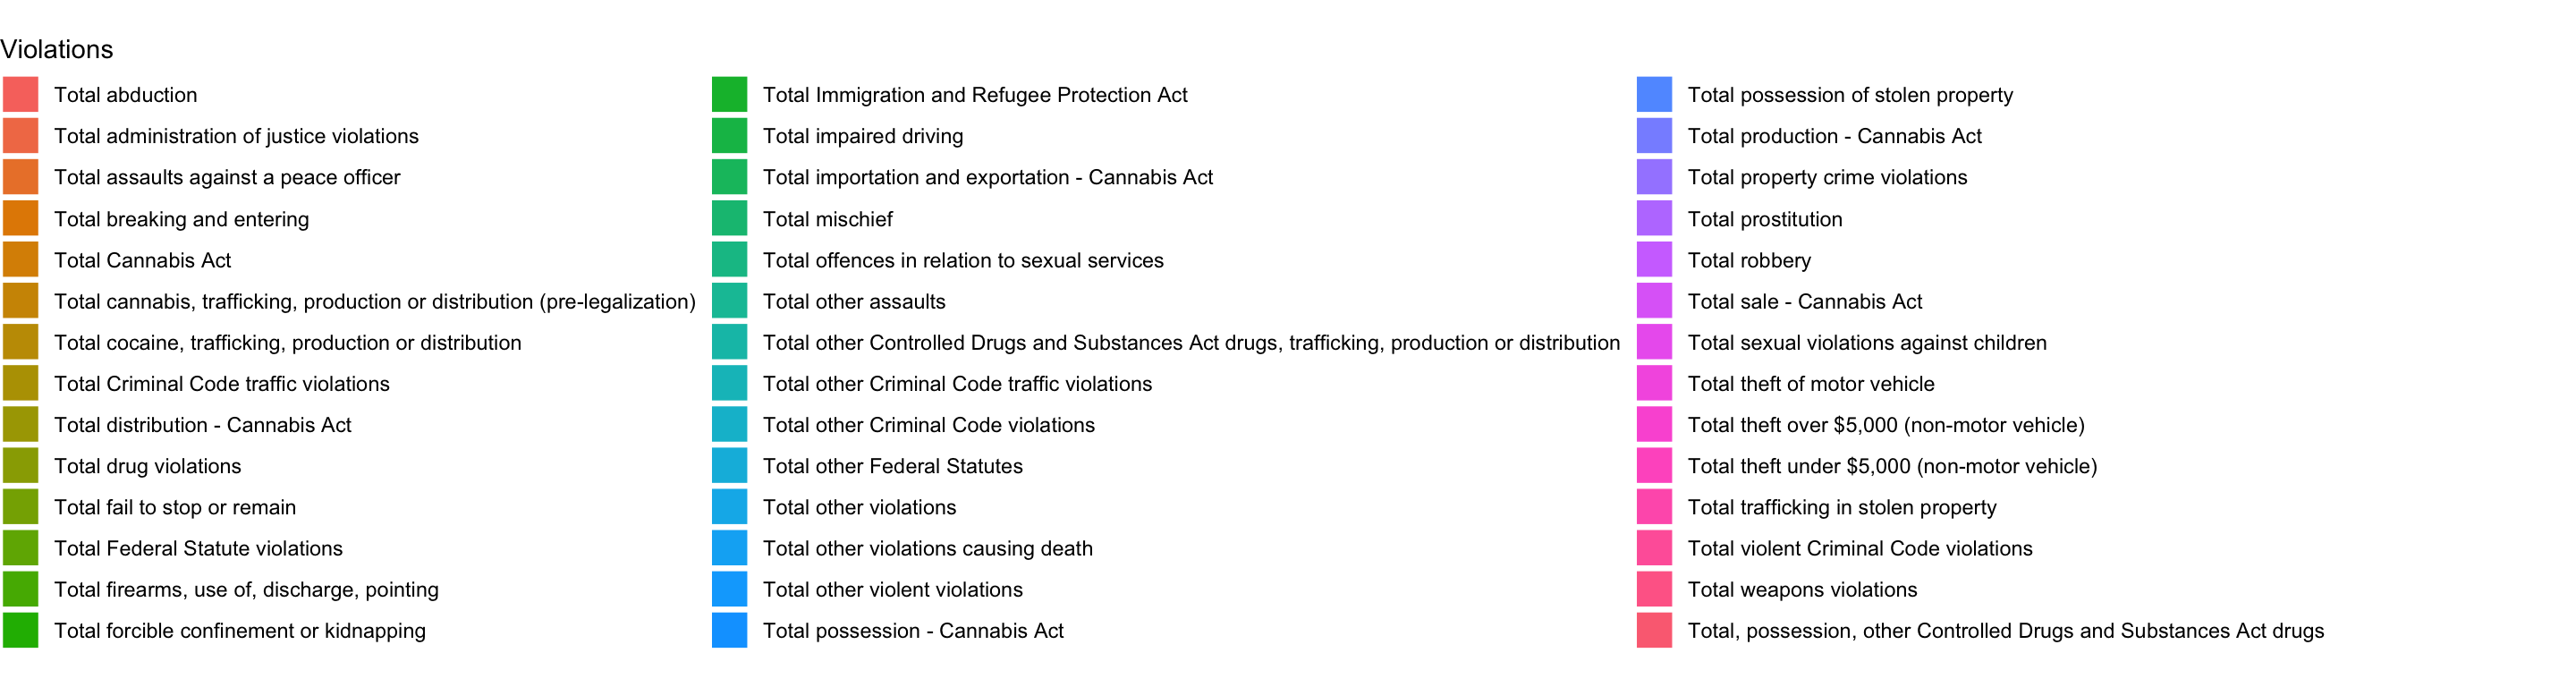 Violations
Total abduction
Total administration of justice violations
Total assaults against a peace officer
Total breaking and entering
Total Cannabis Act
Total cannabis, trafficking, production or distribution (pre-legalization)
Total cocaine, trafficking, production or distribution
Total Criminal Code traffic violations
Total distribution - Cannabis Act
Total drug violations
Total fail to stop or remain
Total Federal Statute violations
Total firearms, use of, discharge, pointing
Total forcible confinement or kidnapping
Total Immigration and Refugee Protection Act
Total impaired driving
Total importation and exportation - Cannabis Act
Total mischief
Total offences in relation to sexual services
Total other assaults
Total other Controlled Drugs and Substances Act drugs, trafficking, production or distribution
Total other Criminal Code traffic violations
Total other Criminal Code violations
Total other Federal Statutes
Total other violations
Total other violations causing death
Total other violent violations
Total possession - Cannabis Act
Total possession of stolen property
Total production - Cannabis Act
Total property crime violations
Total prostitution
Total robbery
Total sale - Cannabis Act
Total sexual violations against children
Total theft of motor vehicle
Total theft over $5,000 (non-motor vehicle)
Total theft under $5,000 (non-motor vehicle)
Total trafficking in stolen property
Total violent Criminal Code violations
Total weapons violations
Total, possession, other Controlled Drugs and Substances Act drugs